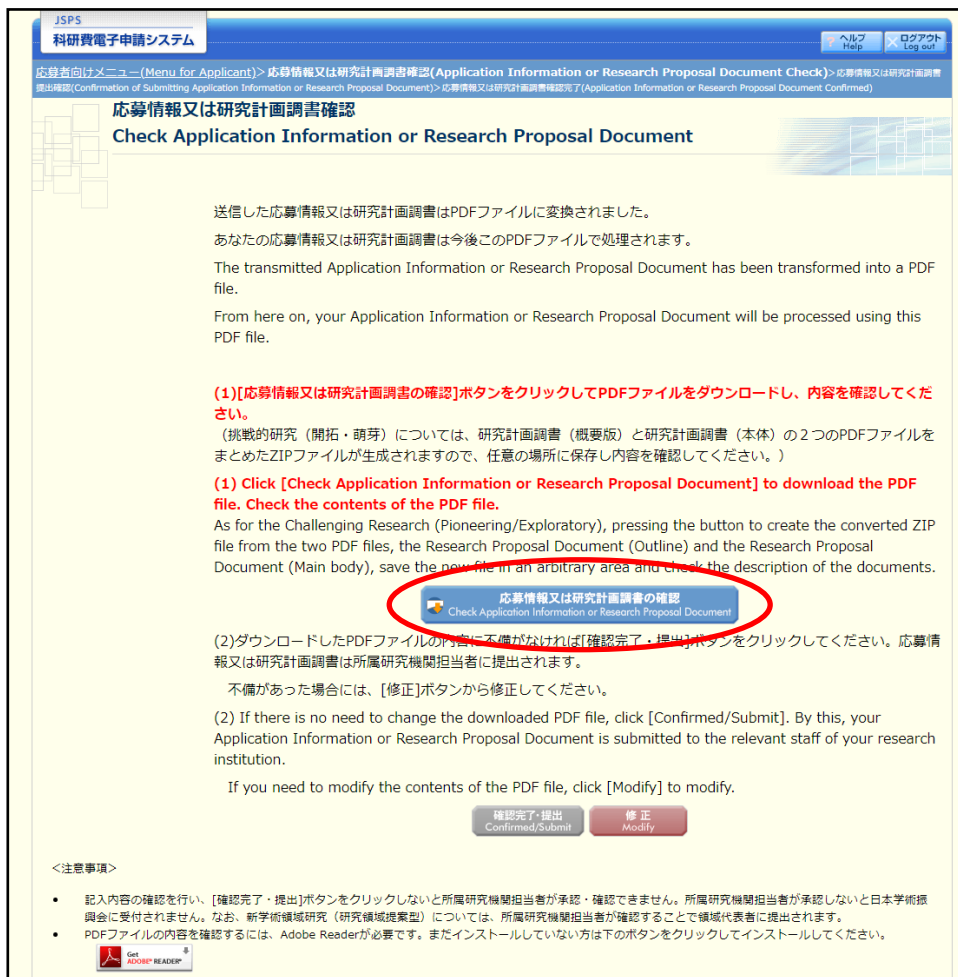 JSPS
科研費電子申請システム
ヘルプ
Help
ログアウト
Log out
応募者向けメニュー(Menu for Applicant)>応募情報又は研究計画調書確認(Application Information or Research Proposal Document Check)>応募情報又は研究計画調書
提出確認(Confirmation of Submitting Application Information or Research Proposal Document)>応募情報又は研究計画調書確認完了(Application Information or Research Proposal Document Confirmed)
応募情報又は研究計画調書確認
Check Application Information or Research Proposal Document
送信した応募情報又は研究計画調書はPDFファイルに変換されました。
あなたの応募情報又は研究計画調書は今後このPDFファイルで処理されます。
The transmitted Application Information or Research Proposal Document has been transformed into a PDF
file.
From here on, your Application Information or Research Proposal Document will be processed using this
PDF file.
(1)[応募情報又は研究計画調書の確認]ボタンをクリックしてPDFファイルをダウンロードし、内容を確認してくだ
さい。
（挑戦的研究（開拓・萌芽）については、研究計画調書（概要版）と研究計画調書（本体）の２つのPDFファイルを
まとめたZIPファイルが生成されますので、任意の場所に保存し内容を確認してください。）
(1) Click [Check Application Information or Research Proposal Document] to download the PDF
file. Check the contents of the PDF file.
As for the Challenging Research (Pioneering/Exploratory), pressing the button to create the converted ZIP
file from the two PDF files, the Research Proposal Document (Outline) and the Research Proposal
Document (Main body), save the new file in an arbitrary area and check the description of the documents.
応募情報又は研究計画調書の確認
Check Application Information or Research Proposal Document
(2)ダウンロードしたPDFファイルの内容に不備がなければ[確認完了・提出]ボタンをクリックしてください。応募情
報又は研究計画調書は所属研究機関担当者に提出されます。
不備があった場合には、[修正]ボタンから修正してください。
(2) If there is no need to change the downloaded PDF file, click [Confirmed/Submit]. By this, your
Application Information or Research Proposal Document is submitted to the relevant staff of your research
institution.
If you need to modify the contents of the PDF file, click [Modify] to modify.
確認完了・提出
Confirmed/Submit
修 正
Modify
<注意事項>
• 記入内容の確認を行い、[確認完了・提出]ボタンをクリックしないと所属研究機関担当者が承認・確認できません。所属研究機関担当者が承認しないと日本学術振
興会に受付されません。なお、新学術領域研究（研究領域提案型）については、所属研究機関担当者が確認することで領域代表者に提出されます。
• PDFファイルの内容を確認するには、Adobe Readerが必要です。まだインストールしていない方は下のボタンをクリックしてインストールしてください。
Get
ADOBE® READER®